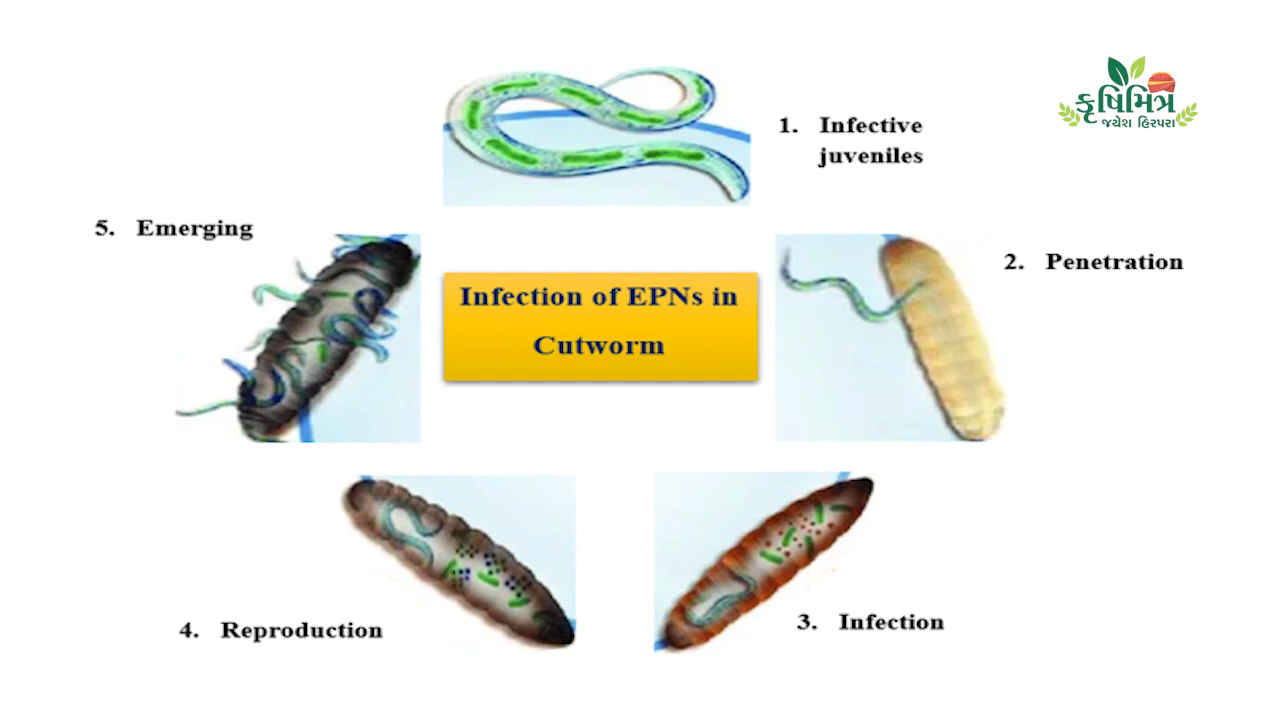 કૃષિમિત્ર
જયેશ હિરપરા
1. Infective
juveniles
5. Emerging
2. Penetration
Infection of EPNs in
Cutworm
4. Reproduction
3. Infection